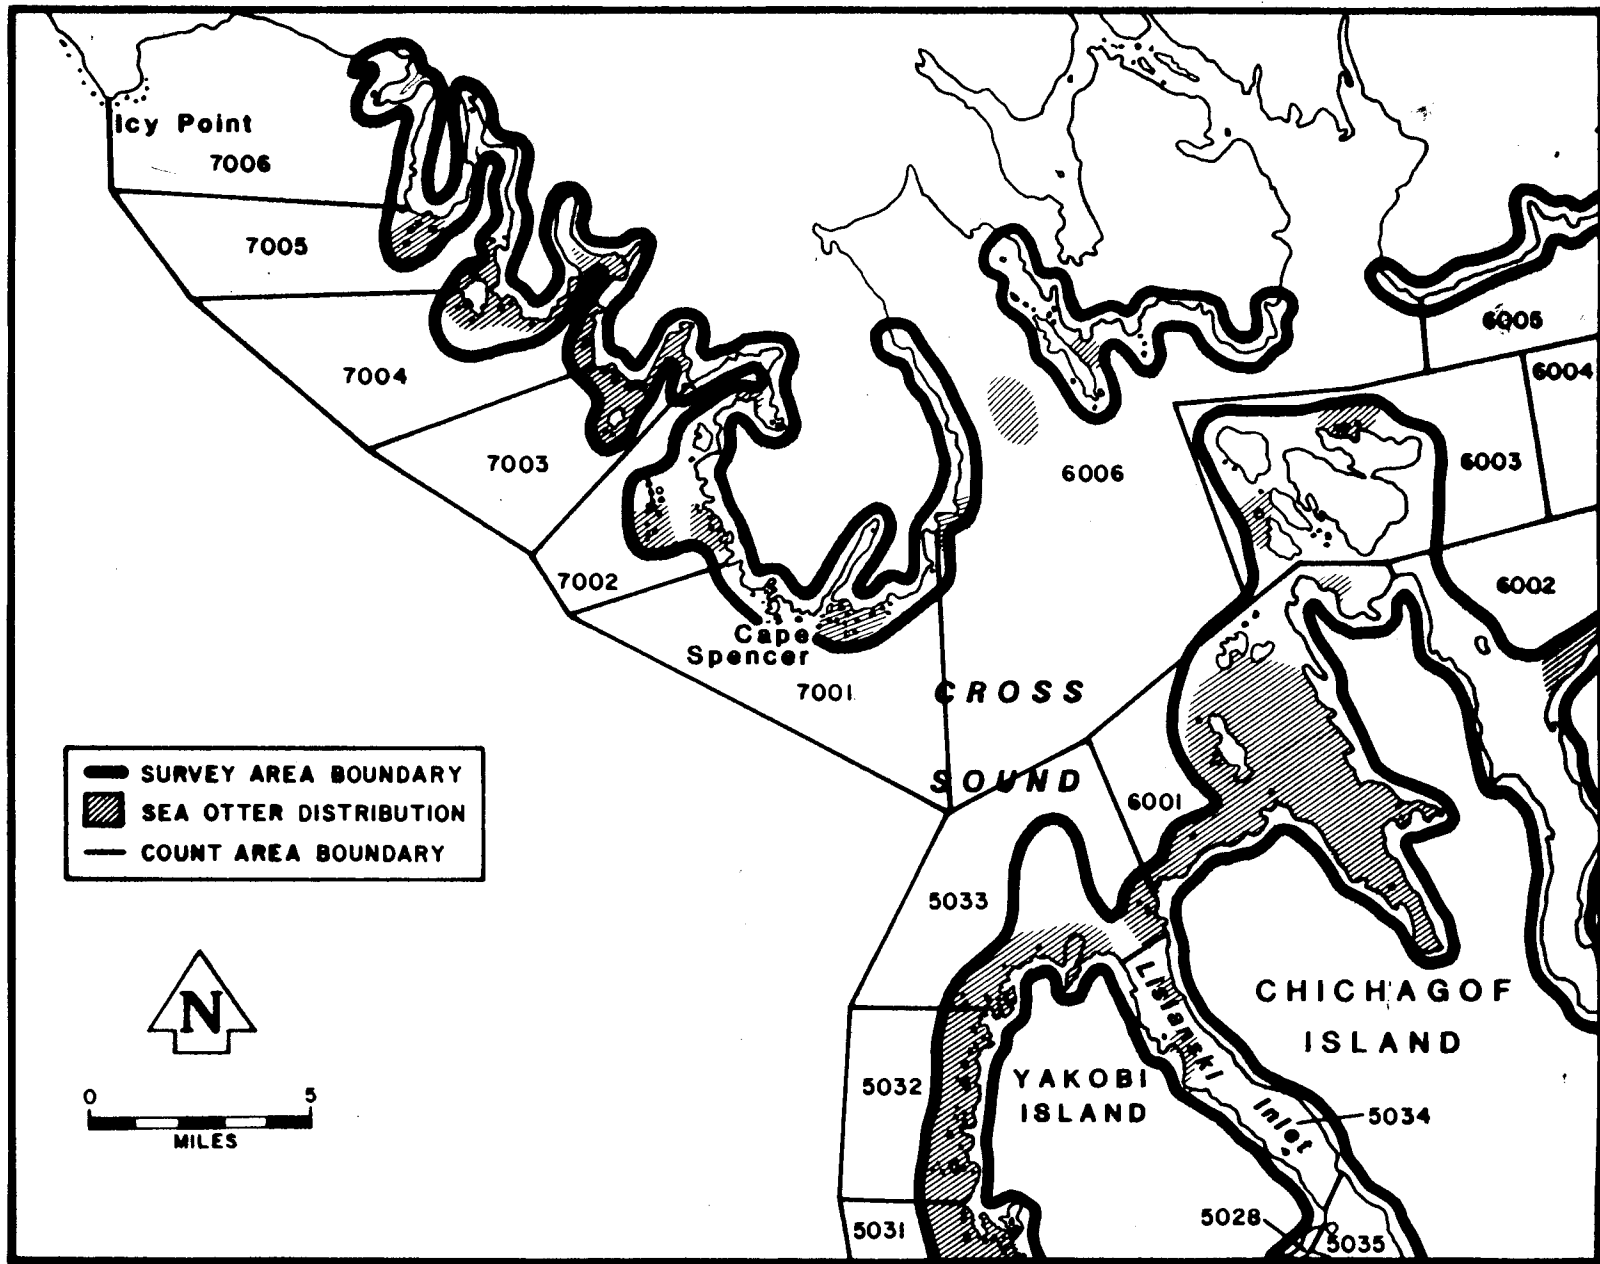 Icy Point
7006
7005
6005
6004
7004
7003
6006
6003
7002
6002
Cape
Spencer
7001
CROSS
SOUND
6001
SURVEY AREA BOUNDARY
SEA OTTER DISTRIBUTION
COUNT AREA BOUNDARY
5033
Lisianski Inlet
CHICHAGOF
ISLAND
N
YAKOBI
ISLAND
5032
5034
0 5
MILES
5028
5031
5035